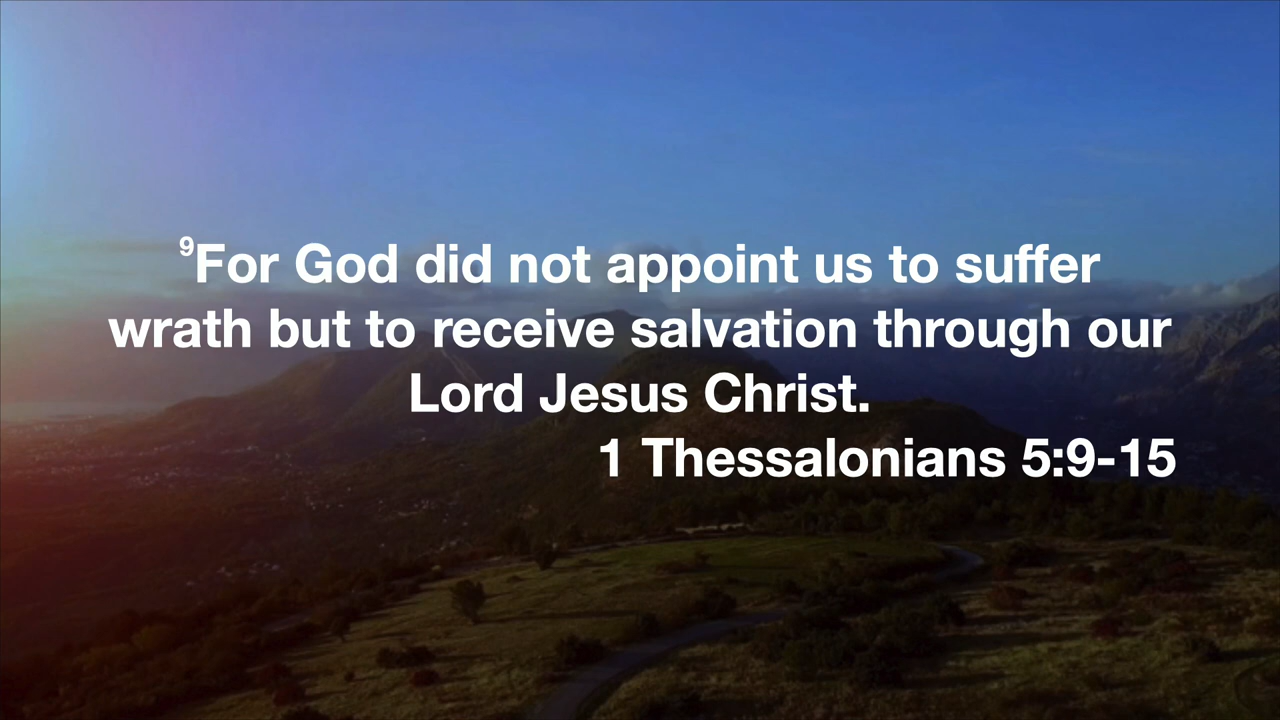 ⁹For God did not appoint us to suffer
wrath but to receive salvation through our
Lord Jesus Christ.
1 Thessalonians 5:9-15